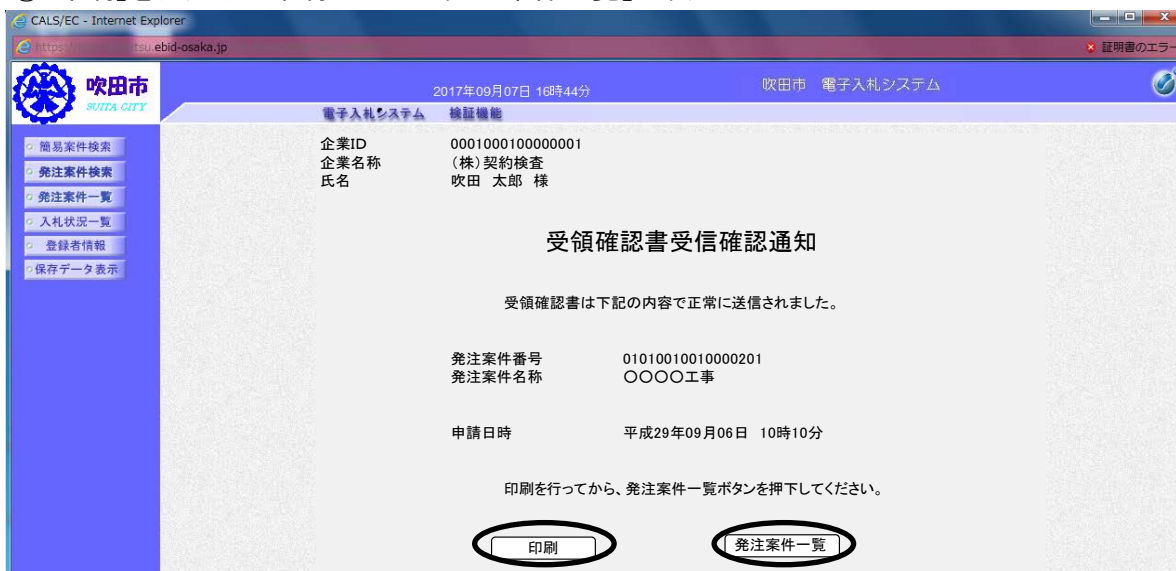 CALS/EC - Internet Explorer
ebid-osaka.jp
証明書のエラー
吹田市
SUITA CITY
2017年09月07日 16時44分
吹田市 電子入札システム
電子入札システム 検証機能
簡易案件検索
発注案件検索
発注案件一覧
入札状況一覧
登録者情報
保存データ表示
企業ID 0001000100000001
企業名称 (株)契約検査
氏名 吹田 太郎 様
受領確認書受信確認通知
受領確認書は下記の内容で正常に送信されました。
発注案件番号 01010010010000201
発注案件名称 〇〇〇〇工事
申請日時 平成29年09月06日 10時10分
印刷を行ってから、発注案件一覧ボタンを押下してください。
印刷
発注案件一覧